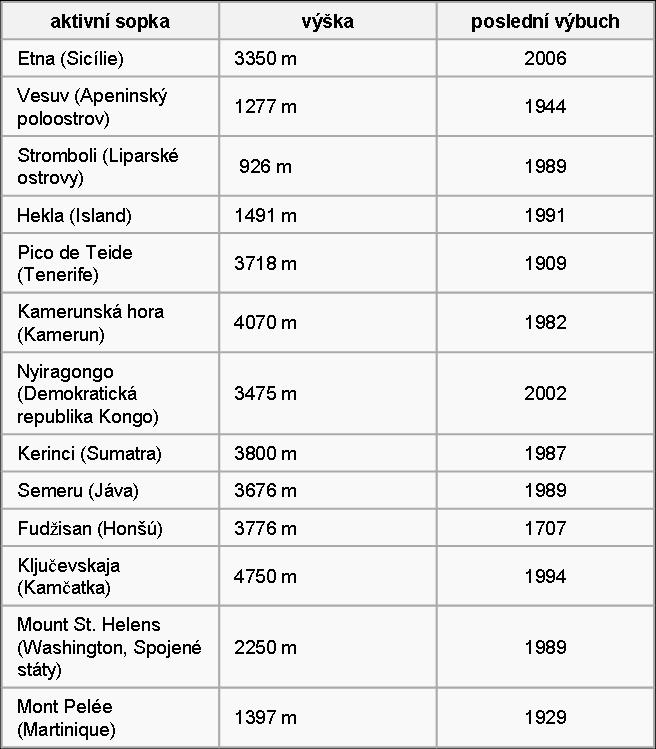 aktivní sopka výška poslední výbuch
Etna (Sicílie) 3350 m 2006
Vesuv (Apeninský
poloostrov) 1277 m 1944
Stromboli (Liparské
ostrovy) 926 m 1989
Hekla (Island) 1491 m 1991
Pico de Teide
(Tenerife) 3718 m 1909
Kamerunská hora
(Kamerun) 4070 m 1982
Nyiragongo
(Demokratická 3475 m 2002
republika Kongo)
Kerinci (Sumatra) 3800 m 1987
Semeru (Jáva) 3676 m 1989
Fudžisan (Honšú) 3776 m 1707
Ključevskaja
(Kamčatka) 4750 m 1994
Mount St. Helens
(Washington, Spojené 2250 m 1989
státy)
Mont Pelée
(Martinique) 1397 m 1929